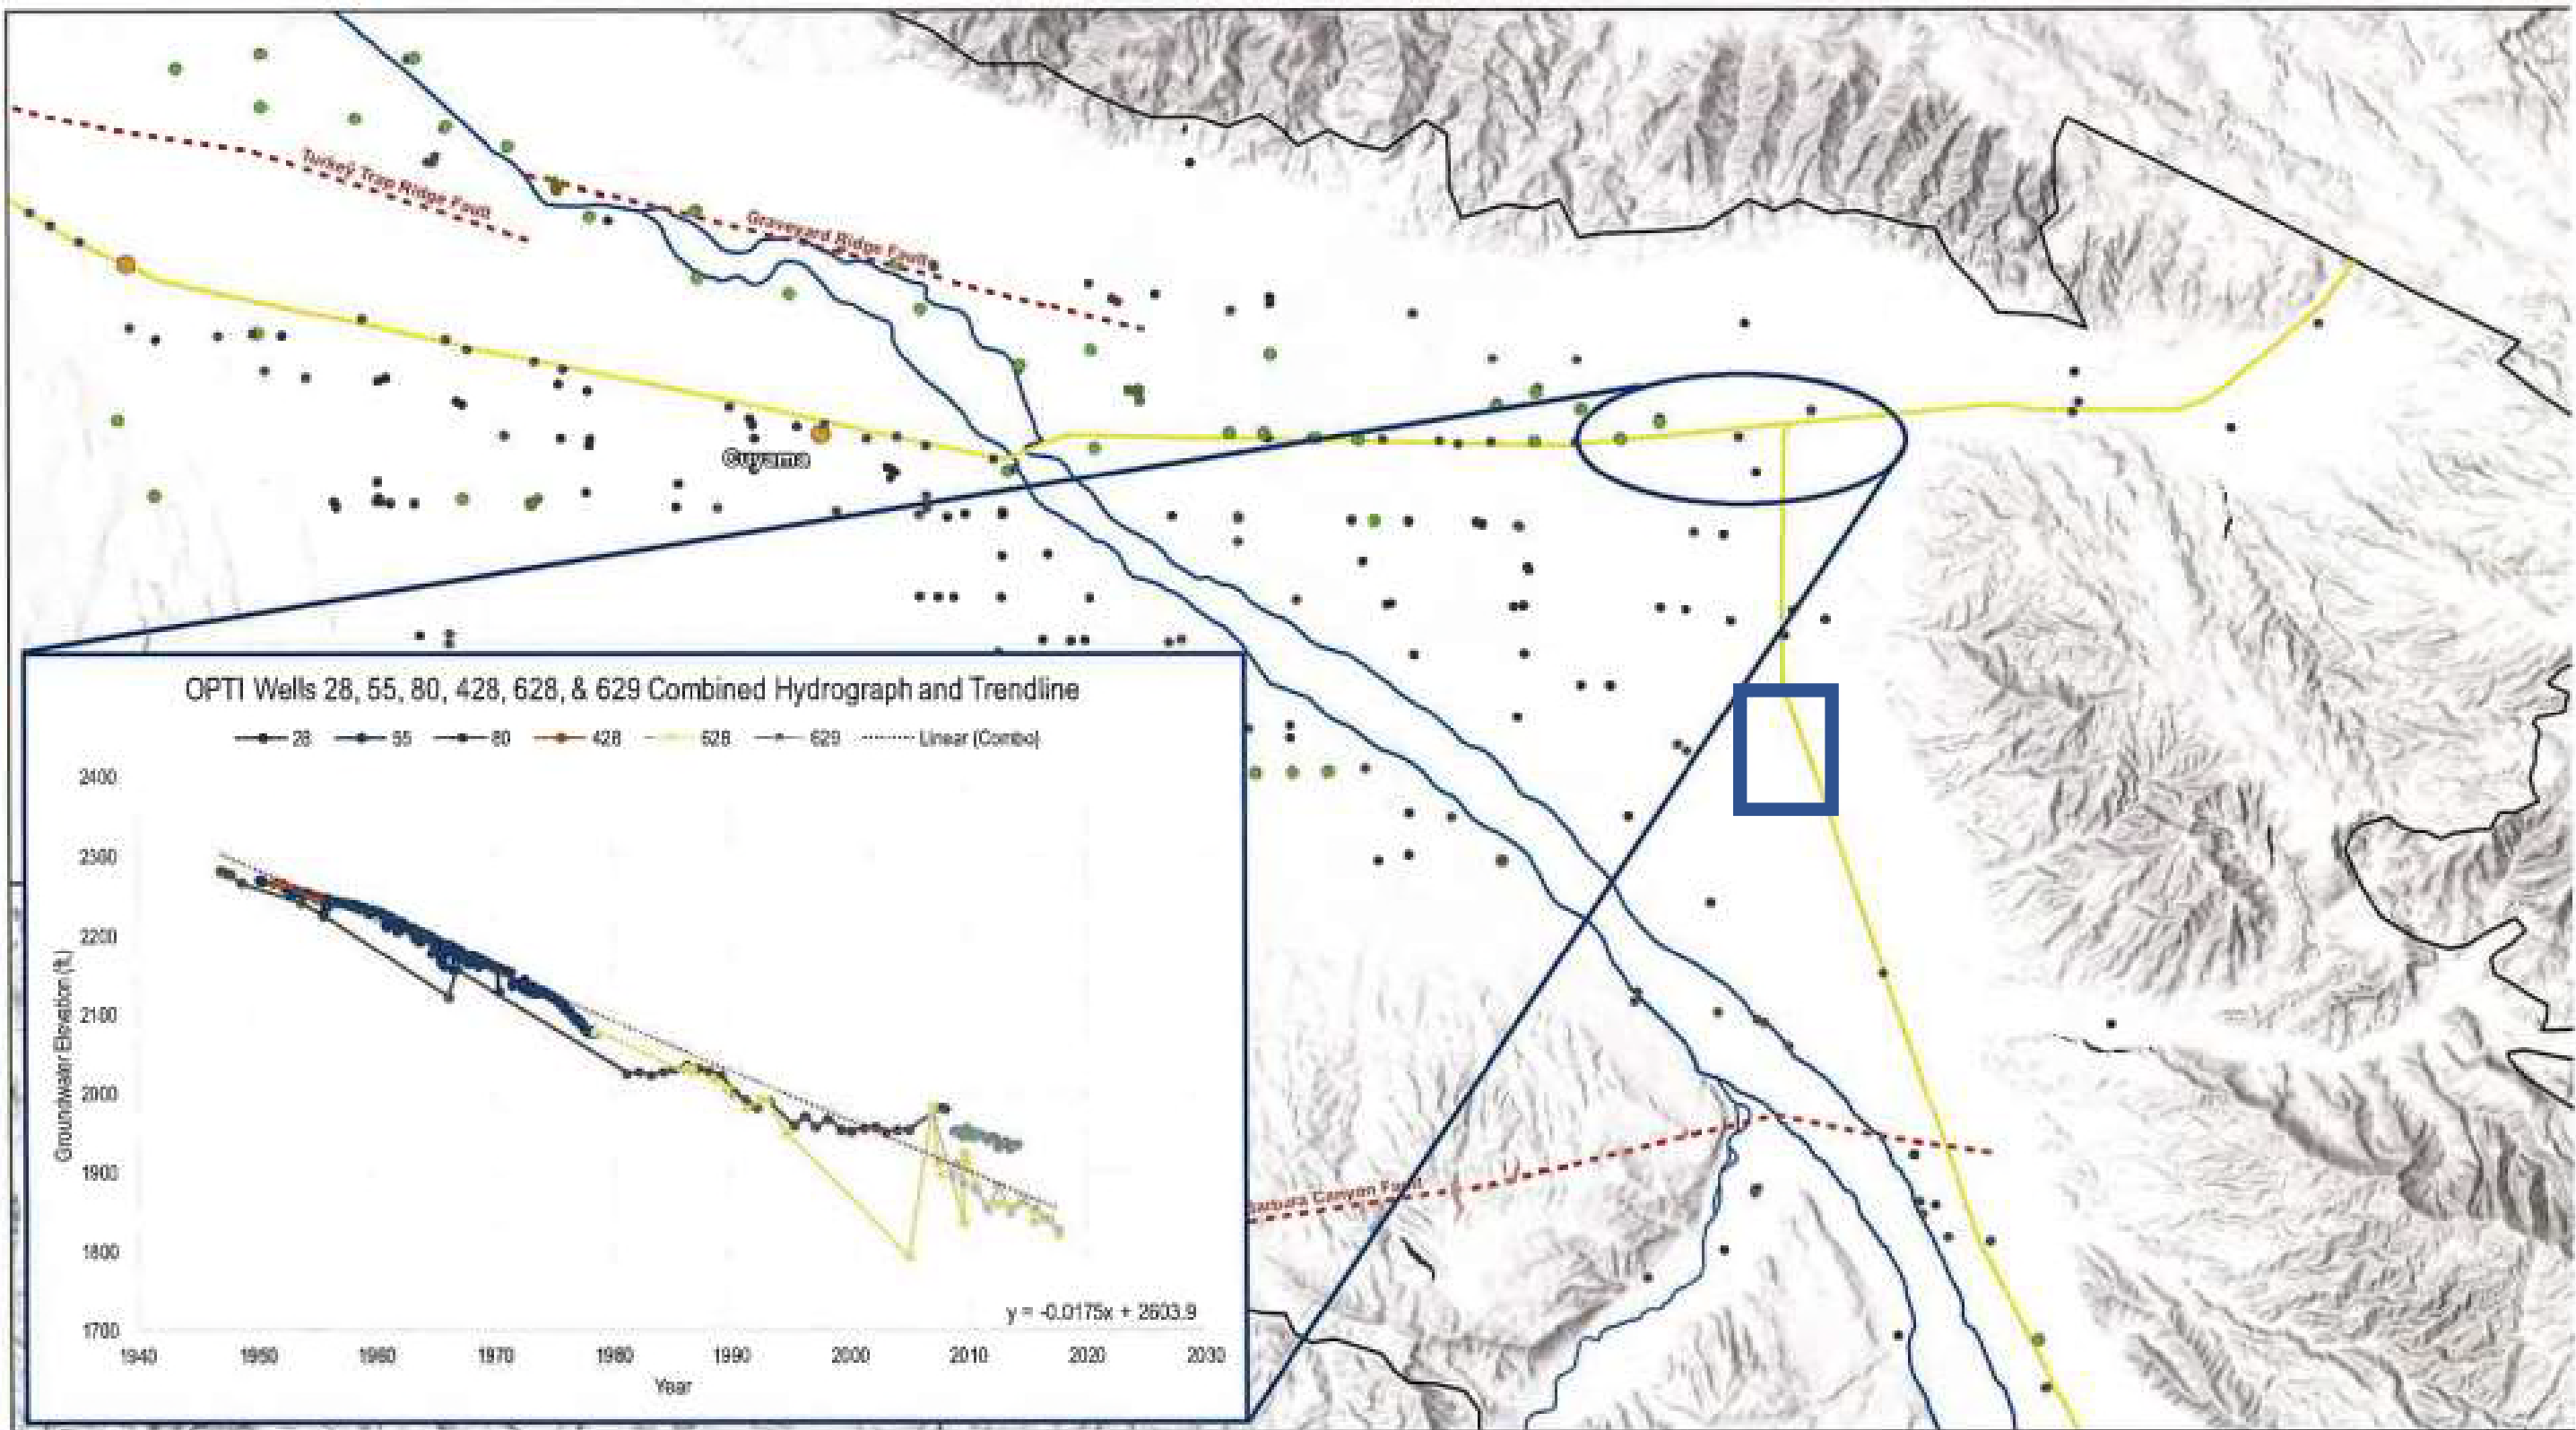 Turkey Trap Ridge Fault
Graveyard Ridge Fault
Cuyama
OPTI Wells 28, 55, 80, 428, 628, & 629 Combined Hydrograph and Trendline
28 55 80 428 628 629 Linear (Combo)
2400
2300
2200
2100
2000
1900
1800
1700
Groundwater Elevation (ft.)
y = -0.0175x + 2603.9
1940 1950 1960 1970 1980 1990 2000 2010 2020 2030
Year
Barbara Canyon Fault